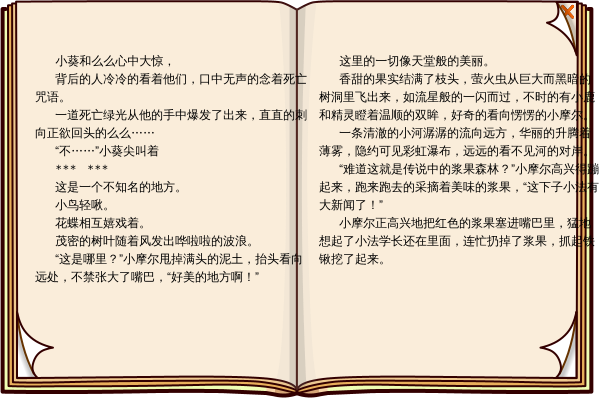 小葵和么么心中大惊，
背后的人冷冷的看着他们，口中无声的念着死亡
咒语。
一道死亡绿光从他的手中爆发了出来，直直的刺
向正欲回头的么么······
“不······”小葵尖叫着
*** ***
这是一个不知名的地方。
小鸟轻啾。
花蝶相互嬉戏着。
茂密的树叶随着风发出哗啦啦的波浪。
“这是哪里？”小摩尔甩掉满头的泥土，抬头看向
远处，不禁张大了嘴巴，“好美的地方啊！”
这里的一切像天堂般的美丽。
香甜的果实结满了枝头，萤火虫从巨大而黑暗的
树洞里飞出来，如流星般的一闪而过，不时的有小鹿
和精灵瞪着温顺的双眸，好奇的看向愣愣的小摩尔。
一条清澈的小河潺潺的流向远方，华丽的升腾着
薄雾，隐约可见彩虹瀑布，远远的看不见河的对岸。
“难道这就是传说中的浆果森林？”小摩尔高兴得蹦
起来，跑来跑去的采摘着美味的浆果，“这下子小法有
大新闻了！”
小摩尔正高兴地把红色的浆果塞进嘴巴里，猛地
想起了小法学长还在里面，连忙扔掉了浆果，抓起铁
锹挖了起来。